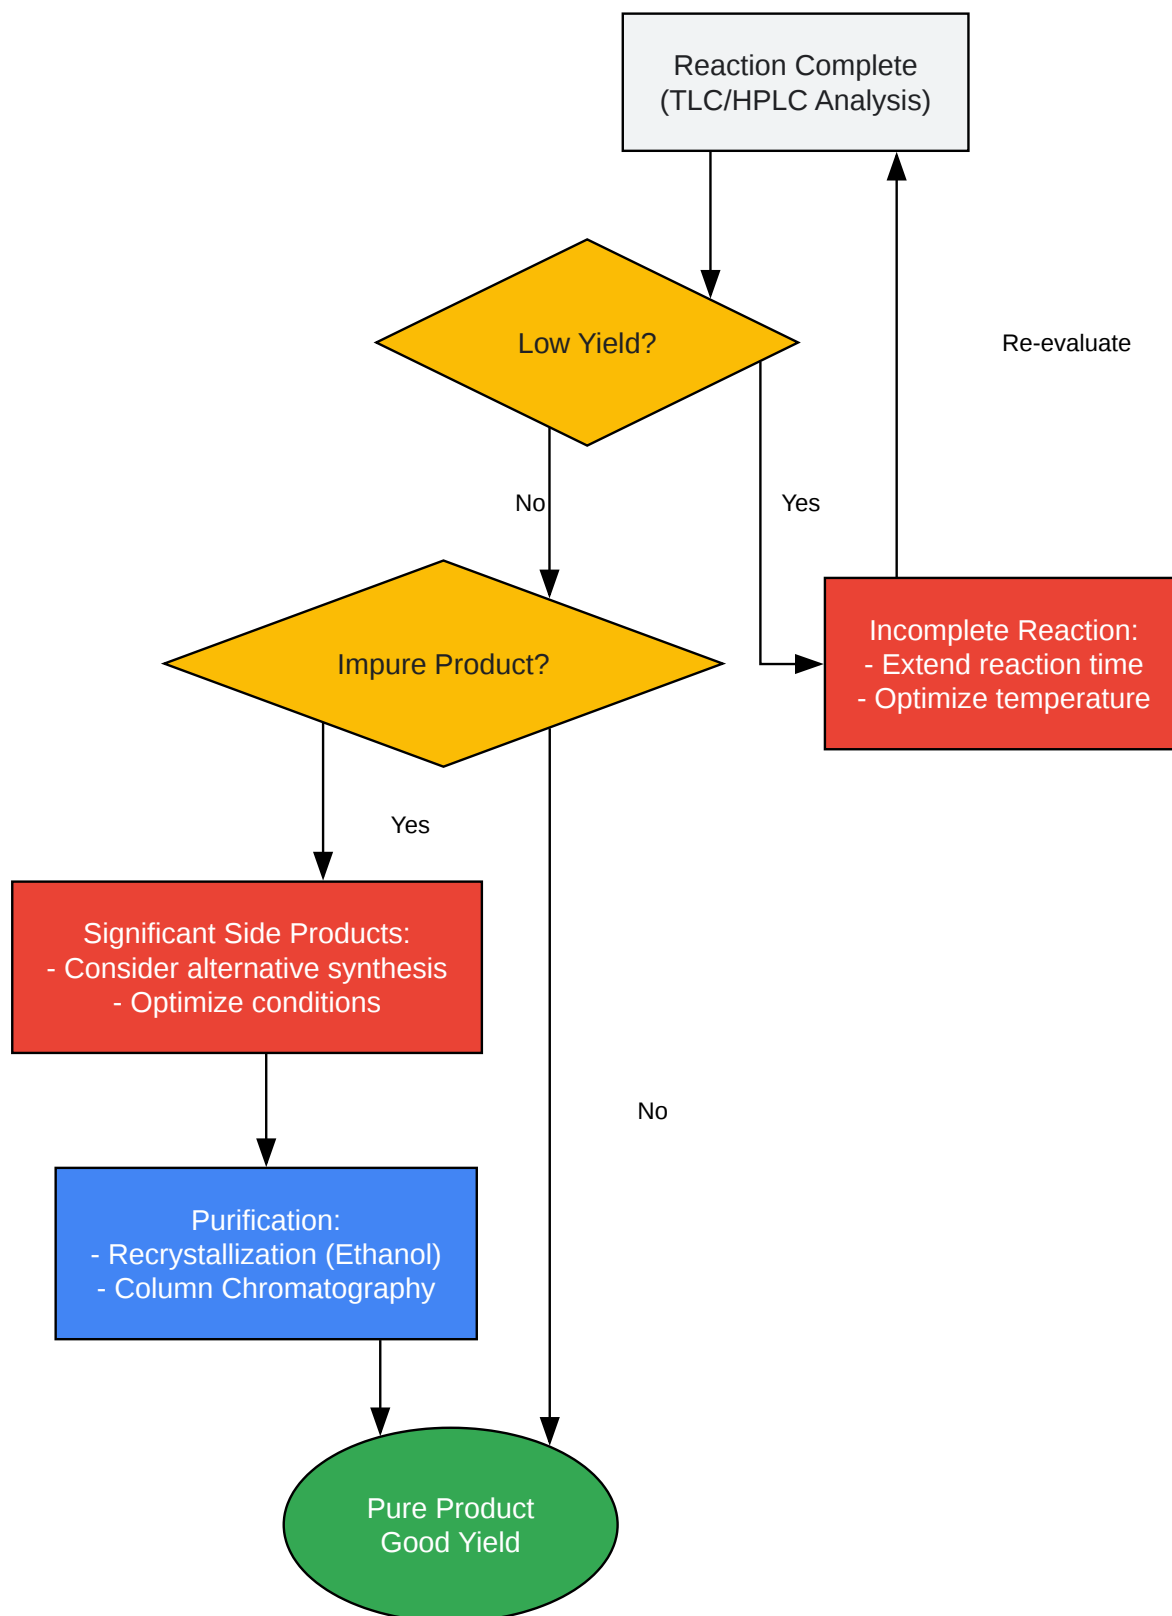 Reaction Complete
(TLC/HPLC Analysis)
Low Yield?
Re-evaluate
No
Yes
Incomplete Reaction:
- Extend reaction time
- Optimize temperature
Impure Product?
Yes
Significant Side Products:
- Consider alternative synthesis
- Optimize conditions
No
Purification:
- Recrystallization (Ethanol)
- Column Chromatography
Pure Product
Good Yield